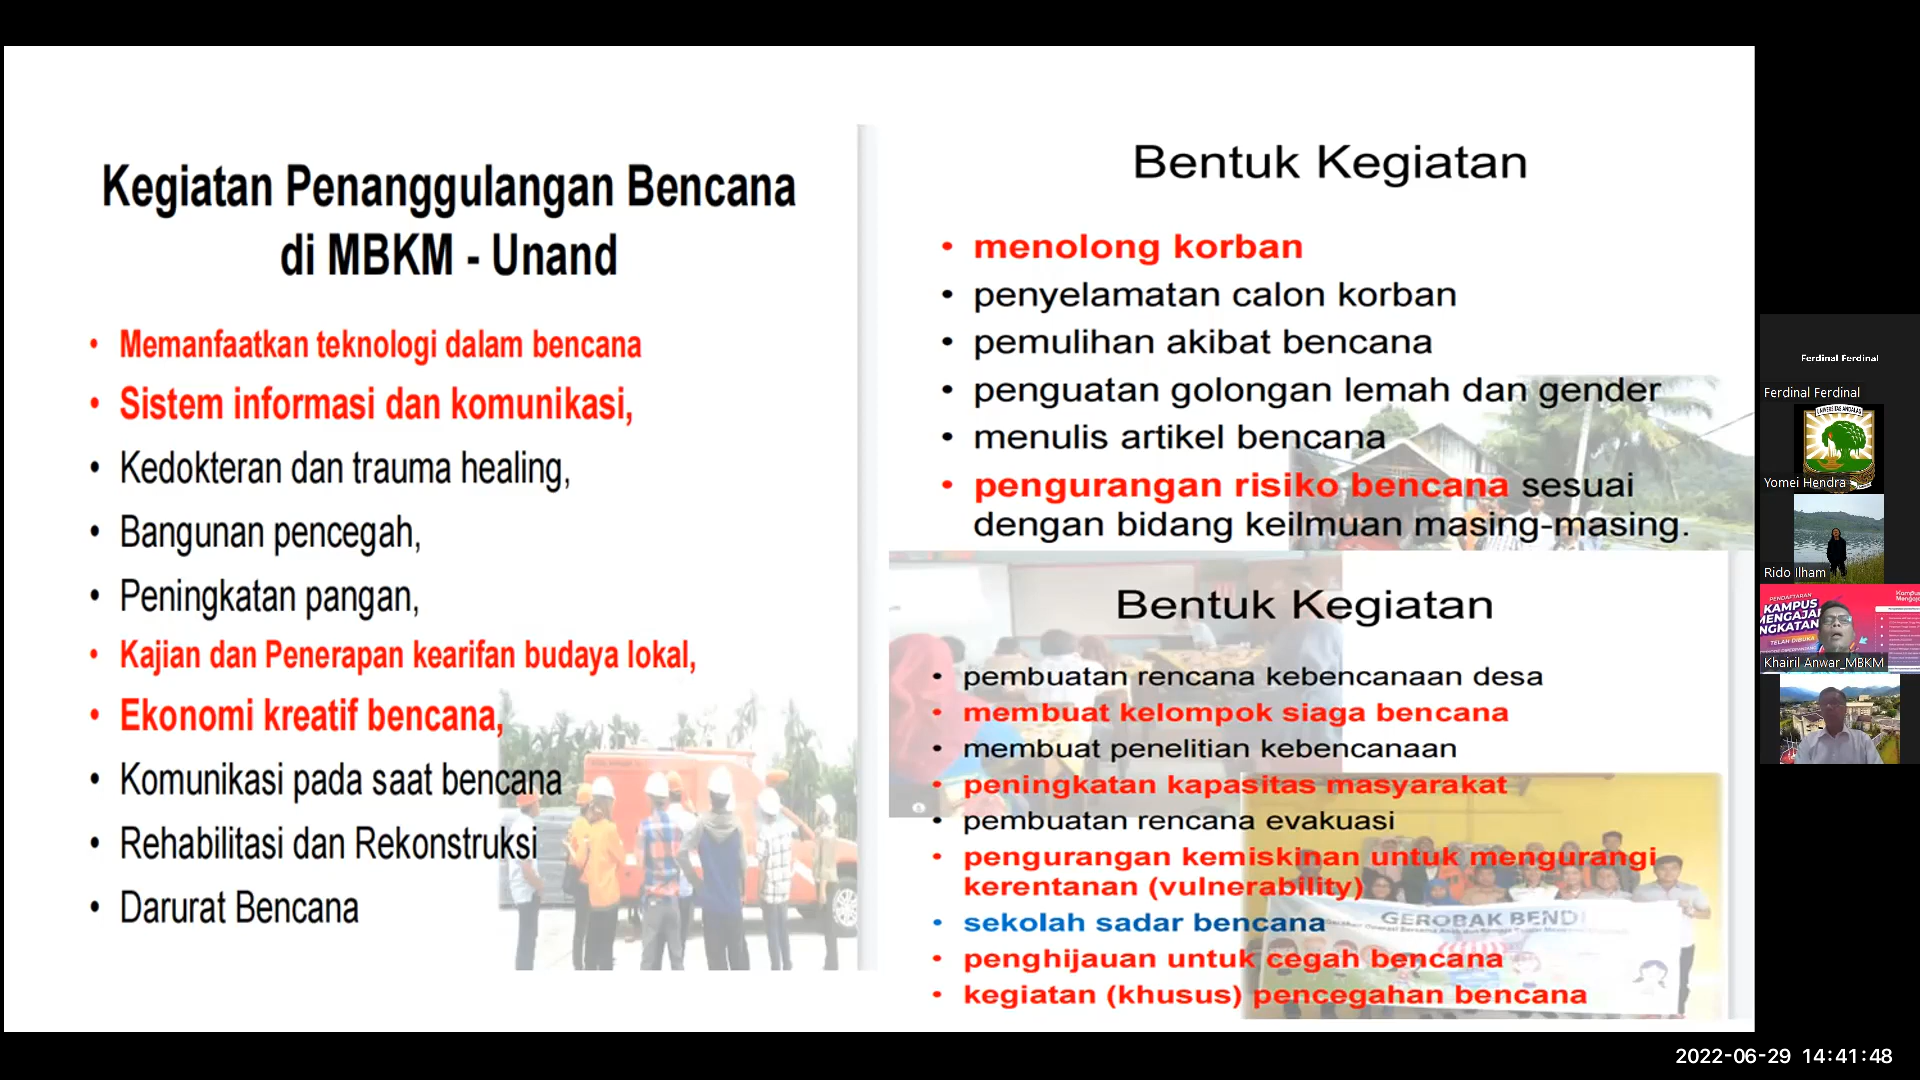 Kegiatan Penanggulangan Bencana
di MBKM - Unand
• Memanfaatkan teknologi dalam bencana
• Sistem informasi dan komunikasi,
• Kedokteran dan trauma healing,
• Bangunan pencegah,
• Peningkatan pangan,
• Kajian dan Penerapan kearifan budaya lokal,
• Ekonomi kreatif bencana,
• Komunikasi pada saat bencana
• Rehabilitasi dan Rekonstruksi
• Darurat Bencana
Bentuk Kegiatan
• menolong korban
• penyelamatan calon korban
• pemulihan akibat bencana
• penguatan golongan lemah dan gender
• menulis artikel bencana
• pengurangan risiko bencana sesuai
dengan bidang keilmuan masing-masing.
Bentuk Kegiatan
• pembuatan rencana kebencanaan desa
• membuat kelompok siaga bencana
• membuat penelitian kebencanaan
• peningkatan kapasitas masyarakat
• pembuatan rencana evakuasi
• pengurangan kemiskinan untuk mengurangi
kerentanan (vulnerability)
• sekolah sadar bencana
• penghijauan untuk cegah bencana
• kegiatan (khusus) pencegahan bencana
GEROBAK BENDI
Ferdinal Ferdinal
Ferdinal Ferdinal
Yomei Hendra
Rido Ilham
PENDAFTARAN
KAMPUS
MENGAJAR
ANGKATAN
TELAH DIBUKA
Khairil Anwar_MBKM
2022-06-29 14:41:48